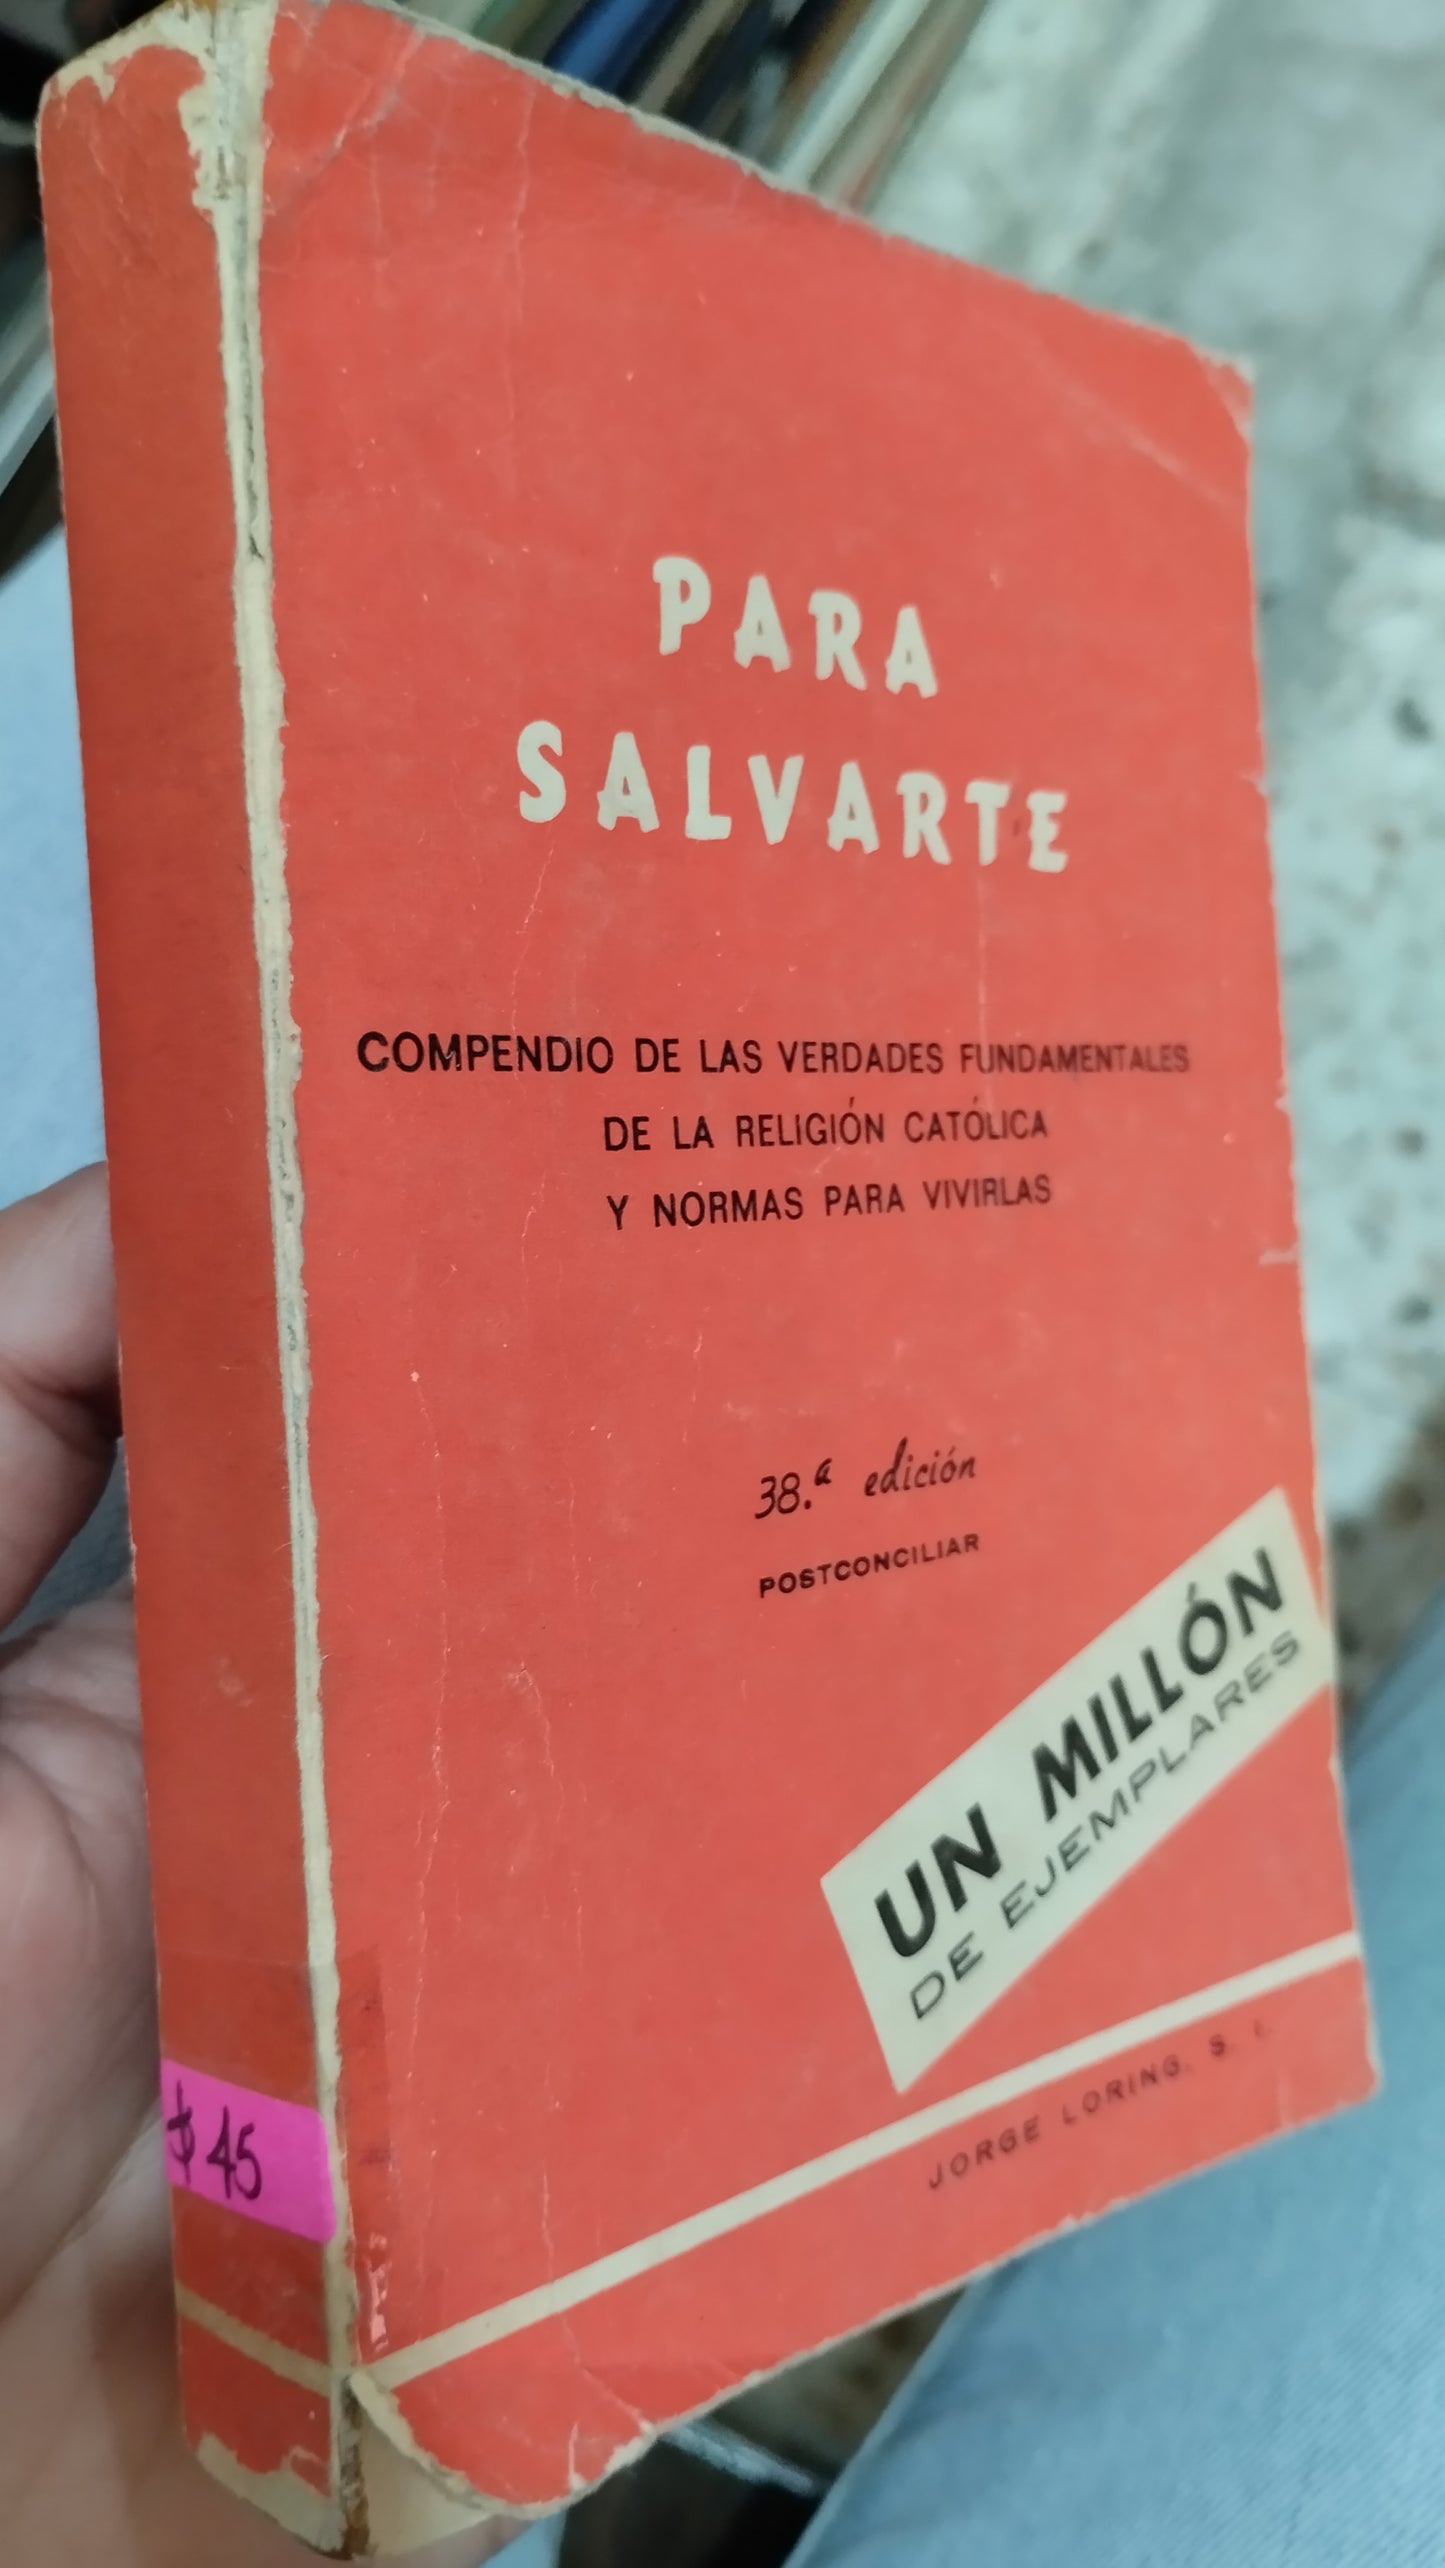 PARA
SALVARTE
COMPENDIO DE LAS VERDADES FUNDAMENTALES
DE LA RELIGIÓN CATÓLICA
Y NORMAS PARA VIVIRLAS
38.ª edición
POSTCONCILIAR
UN MILLÓN
DE EJEMPLARES
JORGE LORING, S. I.
$ 45